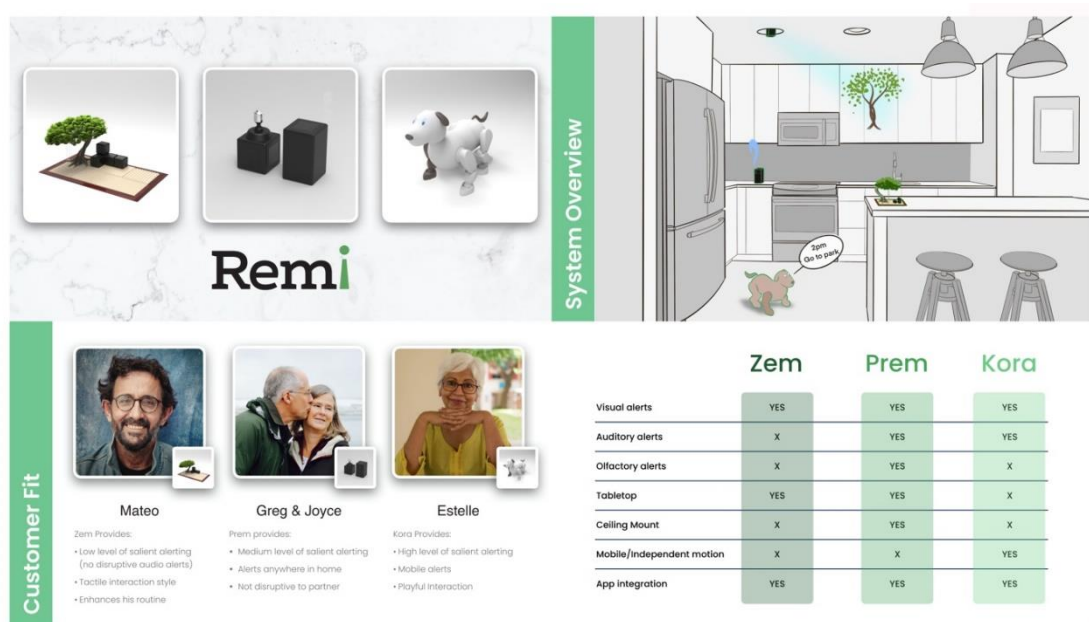 Remi
System Overview
2pm
Go to park
Customer Fit
Mateo
Zem Provides:
• Low level of salient alerting
(no disruptive audio alerts)
• Tactile interaction style
• Enhances his routine
Greg & Joyce
Prem provides:
• Medium level of salient alerting
• Alerts anywhere in home
• Not disruptive to partner
Estelle
Kora Provides:
• High level of salient alerting
• Mobile alerts
• Playful Interaction
Zem Prem Kora
Visual alerts YES YES YES
Auditory alerts X YES YES
Olfactory alerts X YES X
Tabletop YES YES X
Ceiling Mount X YES X
Mobile/Independent motion X X YES
App integration YES YES YES